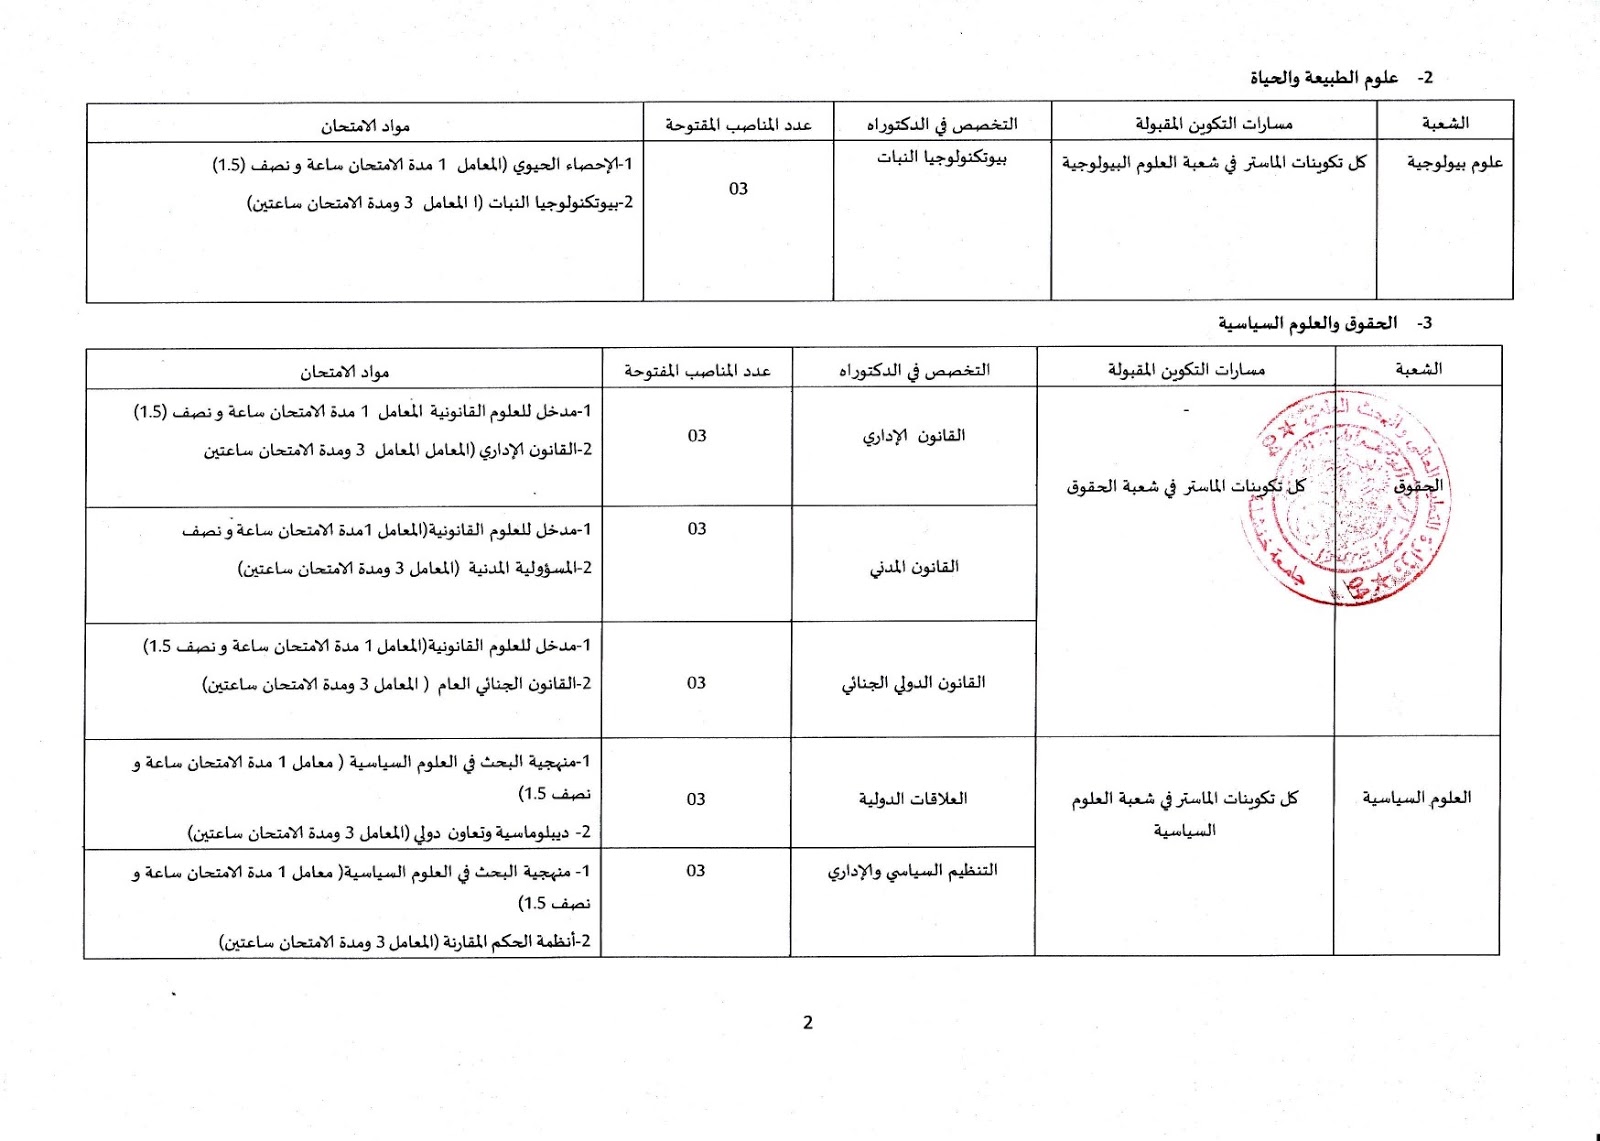 2- علوم الطبيعة والحياة
الشعبة
مسارات التكوين المقبولة
التخصص في الدكتوراه
عدد المناصب المفتوحة
مواد الامتحان
علوم بيولوجية
كل تكوينات الماستر في شعبة العلوم البيولوجية
بيوتكنولوجيا النبات
03
1-الإحصاء الحيوي (المعامل 1 مدة الامتحان ساعة و نصف (1.5)
2-بيوتكنولوجيا النبات (ا المعامل 3 ومدة الامتحان ساعتين)
3- الحقوق والعلوم السياسية
الشعبة
مسارات التكوين المقبولة
التخصص في الدكتوراه
عدد المناصب المفتوحة
مواد الامتحان
الحقوق
-
كل تكوينات الماستر في شعبة الحقوق
القانون الإداري
03
1-مدخل للعلوم القانونية المعامل 1 مدة الامتحان ساعة و نصف (1.5)
2-القانون الإداري (المعامل المعامل 3 ومدة الامتحان ساعتين
القانون المدني
03
1-مدخل للعلوم القانونية(المعامل 1مدة الامتحان ساعة و نصف
2-المسؤولية المدنية (المعامل 3 ومدة الامتحان ساعتين)
القانون الدولي الجنائي
03
1-مدخل للعلوم القانونية(المعامل 1 مدة الامتحان ساعة و نصف 1.5)
2-القانون الجنائي العام ( المعامل 3 ومدة الامتحان ساعتين)
العلوم السياسية
كل تكوينات الماستر في شعبة العلوم
السياسية
العلاقات الدولية
03
1-منهجية البحث في العلوم السياسية ( معامل 1 مدة الامتحان ساعة و
نصف 1.5)
2- ديبلوماسية وتعاون دولي (المعامل 3 ومدة الامتحان ساعتين)
التنظيم السياسي والإداري
03
1- منهجية البحث في العلوم السياسية( معامل 1 مدة الامتحان ساعة و
نصف 1.5)
2-أنظمة الحكم المقارنة (المعامل 3 ومدة الامتحان ساعتين)
2